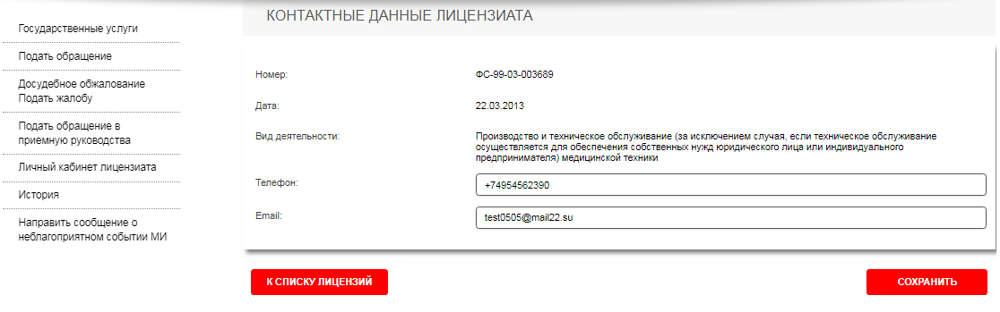 КОНТАКТНЫЕ ДАННЫЕ ЛИЦЕНЗИАТА
Государственные услуги
Подать обращение
Досудебное обжалование
Подать жалобу
Подать обращение в
приемную руководства
Личный кабинет лицензиата
История
Направить сообщение о
неблагоприятном событии МИ
Номер: ФС-99-03-003689
Дата: 22.03.2013
Вид деятельности: Производство и техническое обслуживание (за исключением случая, если техническое обслуживание
осуществляется для обеспечения собственных нужд юридического лица или индивидуального
предпринимателя) медицинской техники
Телефон: +74954562390
Email: test0505@mail22.su
К СПИСКУ ЛИЦЕНЗИЙ СОХРАНИТЬ